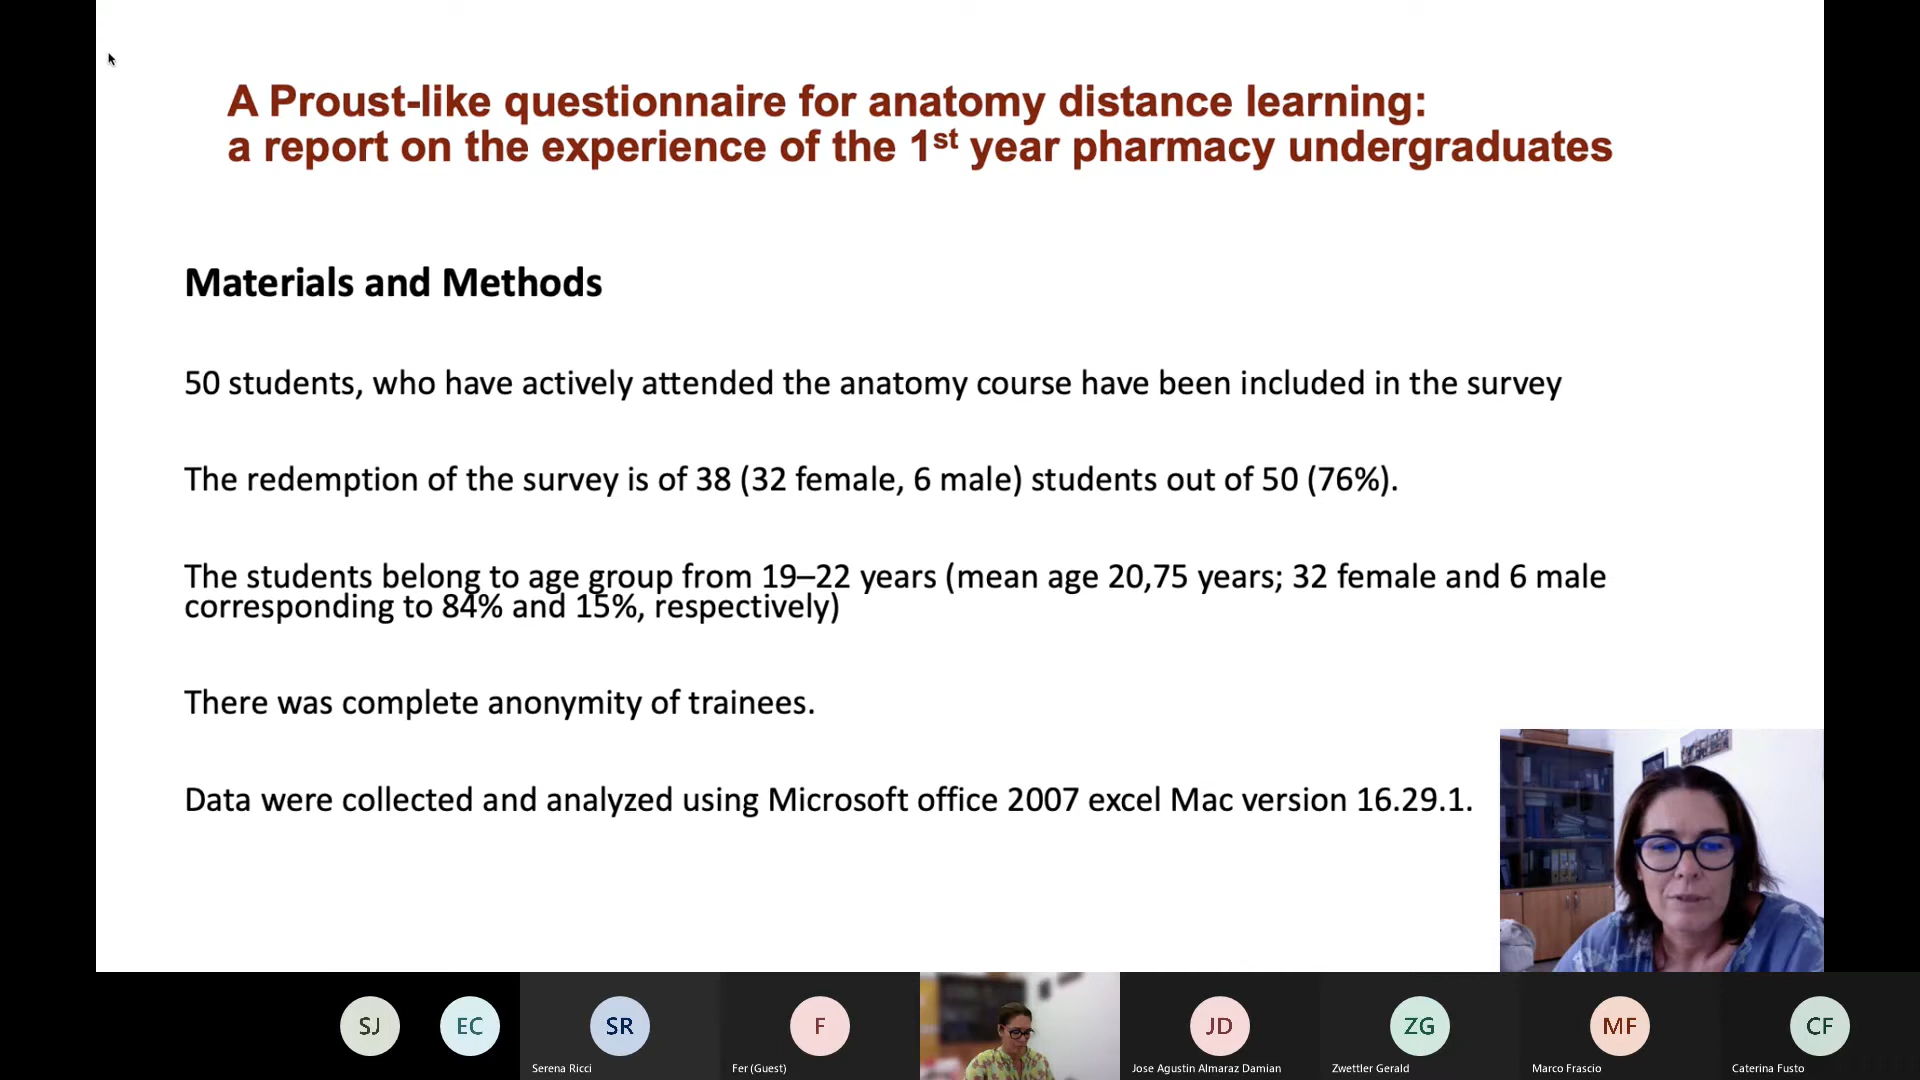 A Proust-like questionnaire for anatomy distance learning:
a report on the experience of the 1st year pharmacy undergraduates
Materials and Methods
50 students, who have actively attended the anatomy course have been included in the survey
The redemption of the survey is of 38 (32 female, 6 male) students out of 50 (76%).
The students belong to age group from 19–22 years (mean age 20,75 years; 32 female and 6 male
corresponding to 84% and 15%, respectively)
There was complete anonymity of trainees.
Data were collected and analyzed using Microsoft office 2007 excel Mac version 16.29.1.
SJ
EC
SR
F
JD
ZG
MF
CF
Serena Ricci
Fer (Guest)
Jose Agustin Almaraz Damian
Zwettler Gerald
Marco Frascio
Caterina Fusto